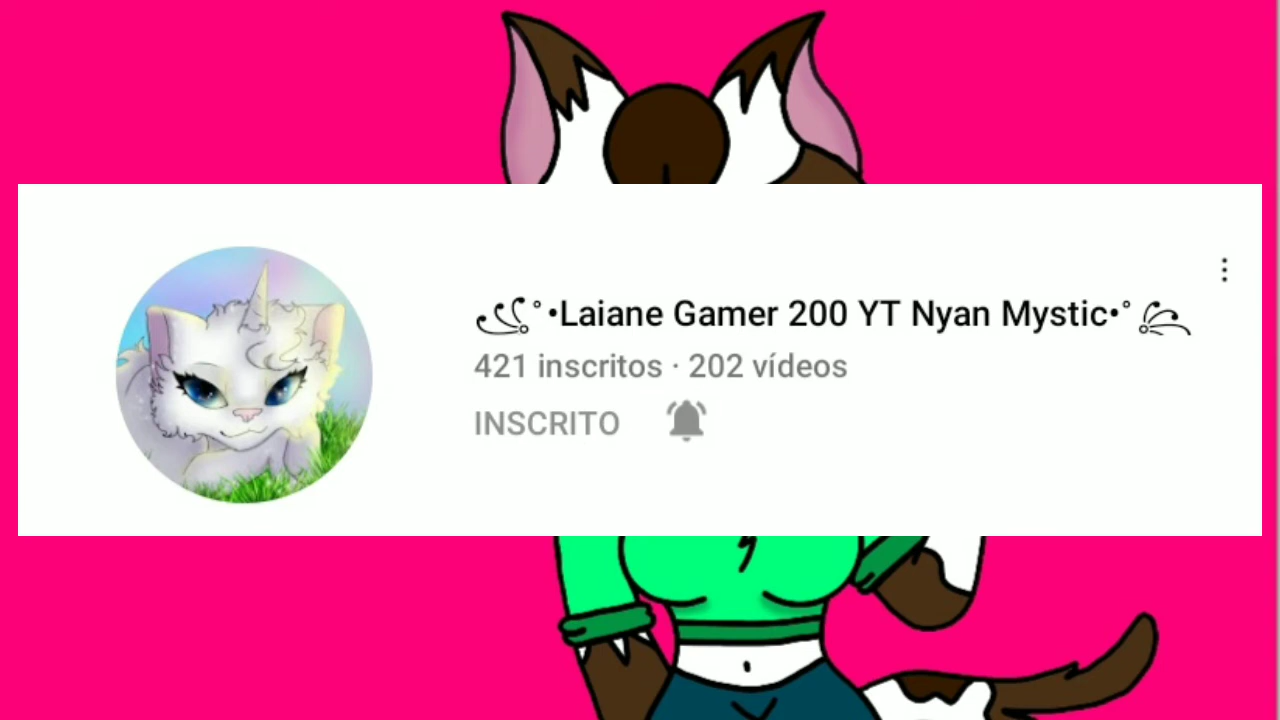 ꧁༺˚•Laiane Gamer 200 YT Nyan Mystic•˚༻꧂
421 inscritos · 202 vídeos
INSCRITO